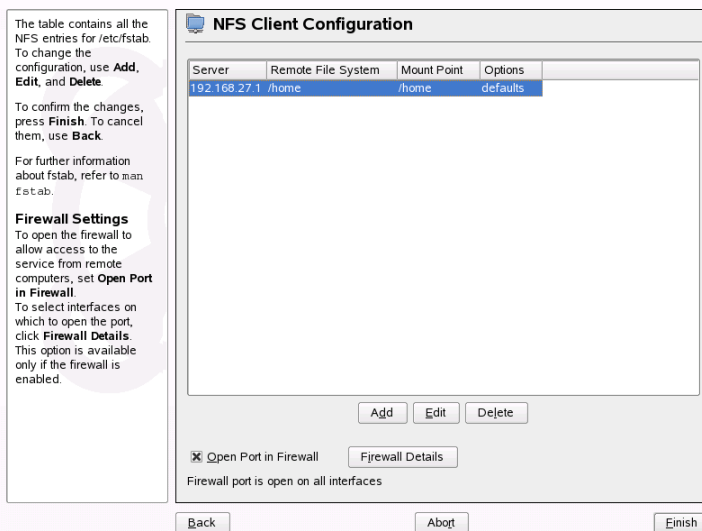 The table contains all the
NFS entries for /etc/fstab.
To change the
configuration, use Add,
Edit, and Delete.
To confirm the changes,
press Finish. To cancel
them, use Back.
For further information
about fstab, refer to man
fstab.
Firewall Settings
To open the firewall to
allow access to the
service from remote
computers, set Open Port
in Firewall.
To select interfaces on
which to open the port,
click Firewall Details.
This option is available
only if the firewall is
enabled.
NFS Client Configuration
Server Remote File System Mount Point Options
192.168.27.1 /home /home defaults
Add Edit Delete
Open Port in Firewall Firewall Details
Firewall port is open on all interfaces
Back Abort Finish